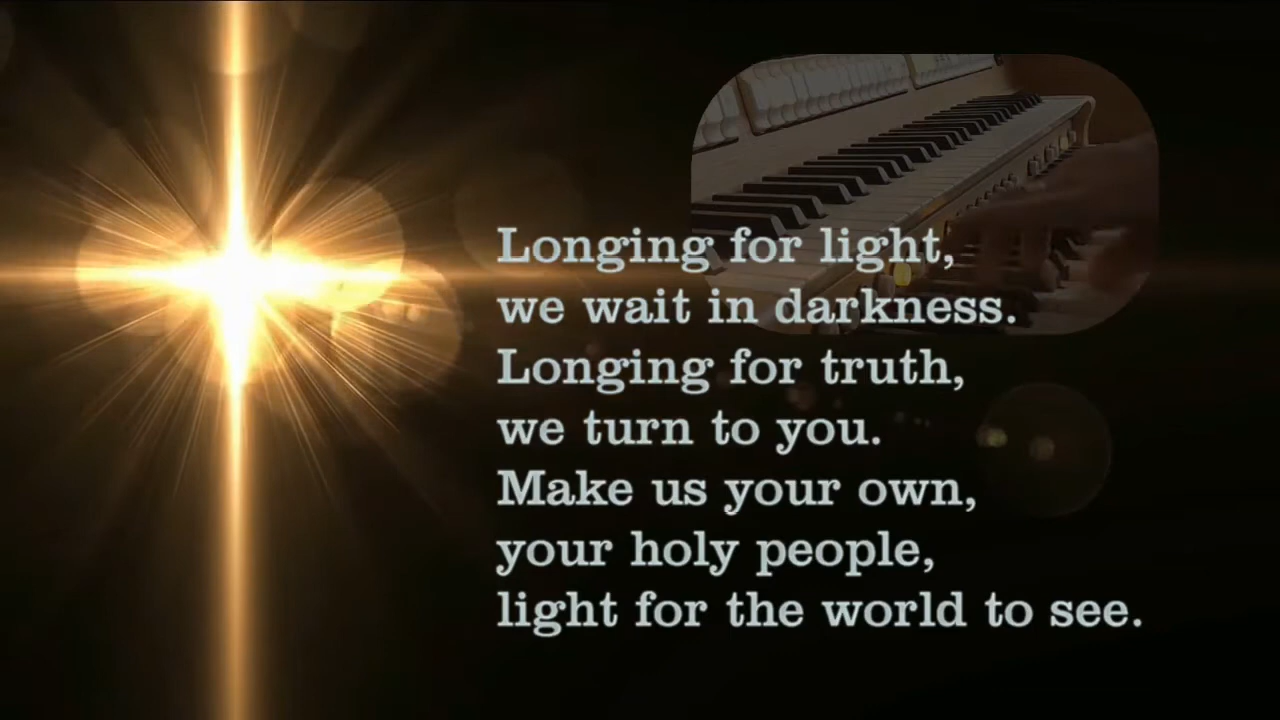 Longing for light,
we wait in darkness.
Longing for truth,
we turn to you.
Make us your own,
your holy people,
light for the world to see.